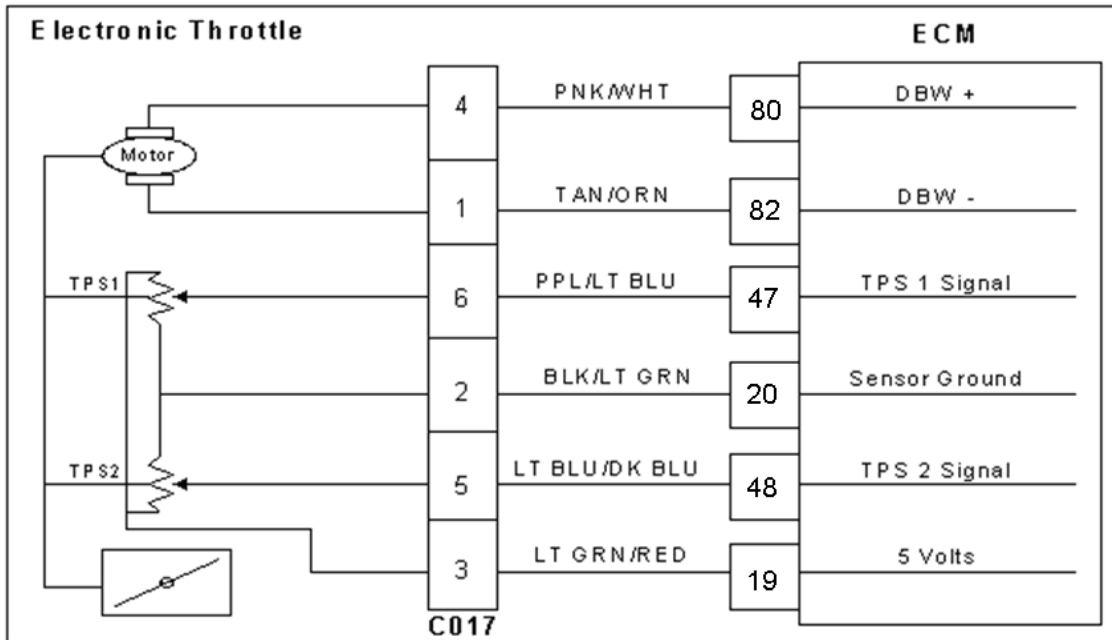 Electronic Throttle
ECM
4 PNK/WHT 80 DBW +
Motor
1 TAN/ORN 82 DBW -
TPS1 6 PPL/LT BLU 47 TPS 1 Signal
2 BLK/LT GRN 20 Sensor Ground
TPS2 5 LT BLU/DK BLU 48 TPS 2 Signal
3 LT GRN/RED 19 5 Volts
C017